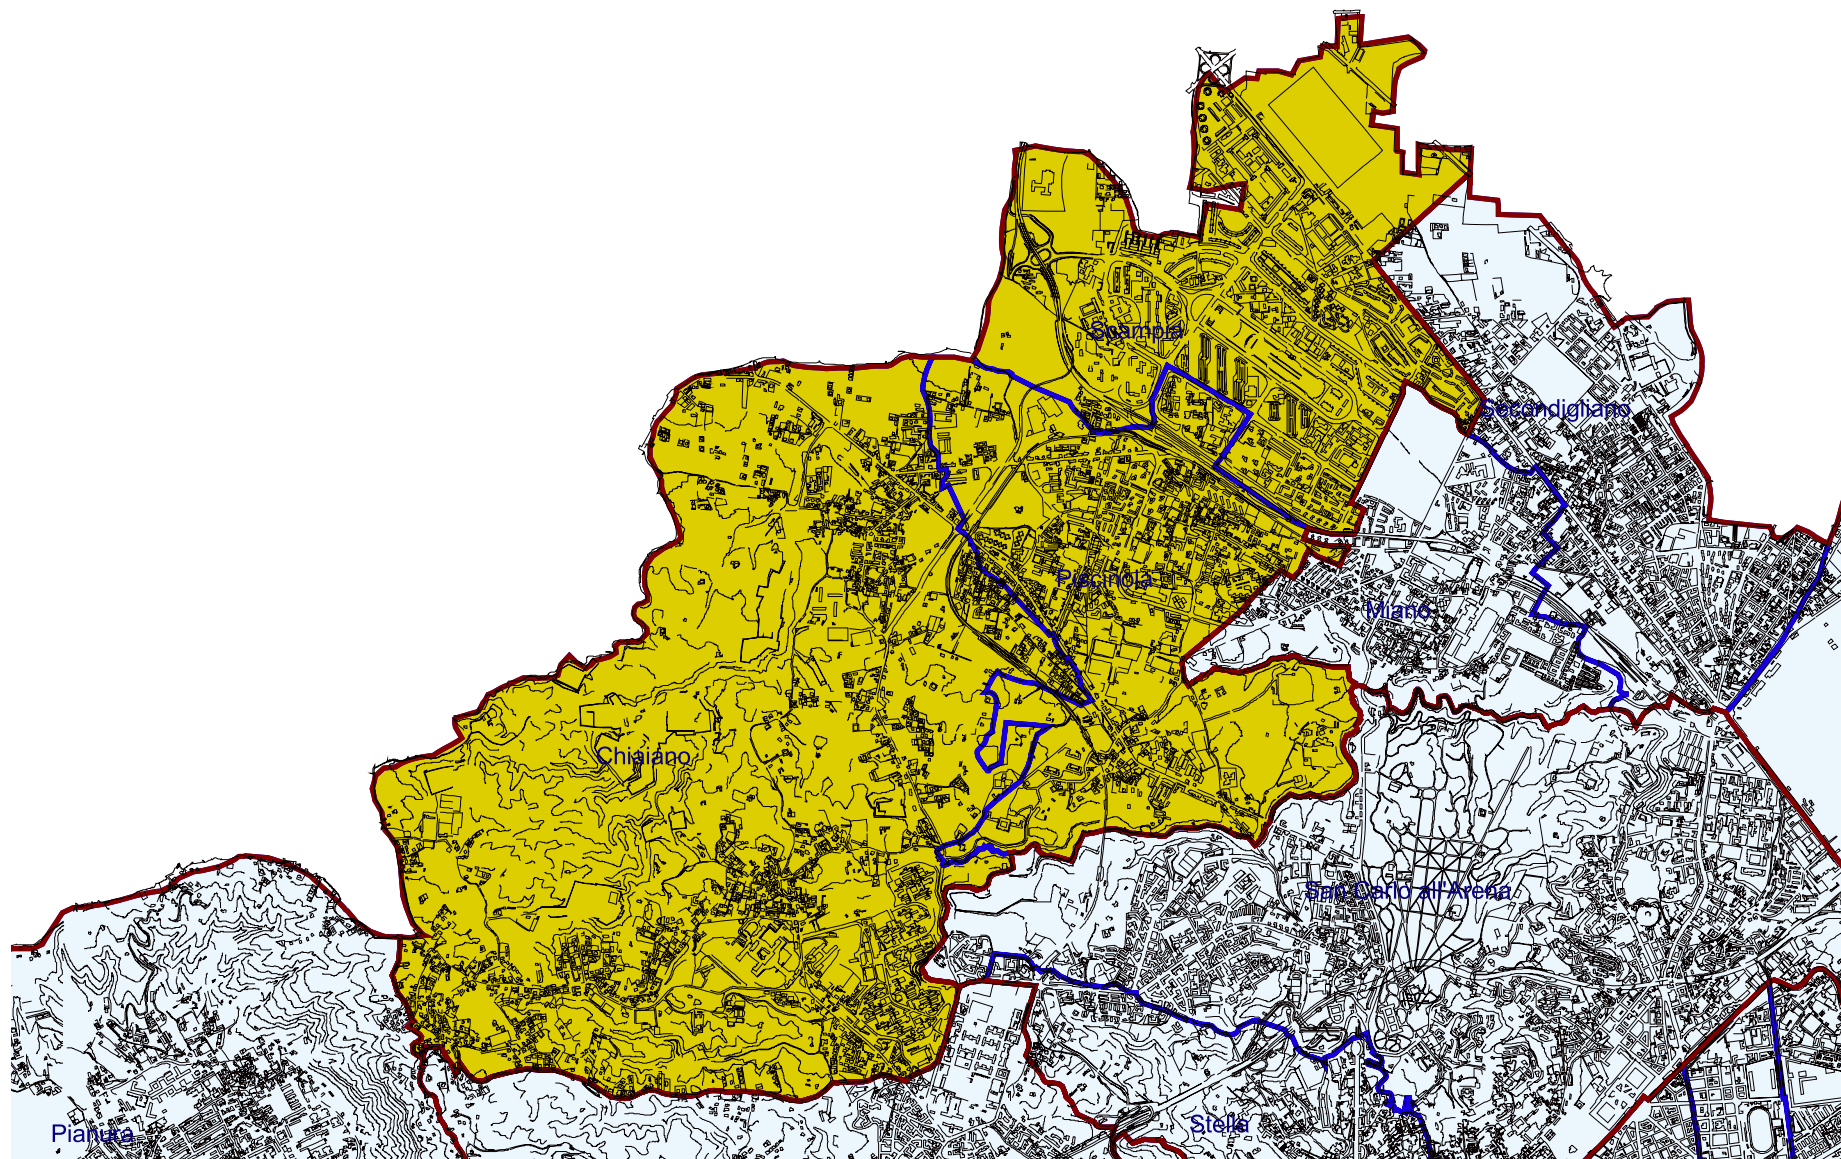 Scampia
Secondigliano
Piscinola
Miano
Chiaiano
San Carlo all'Arena
Stella
Pianura